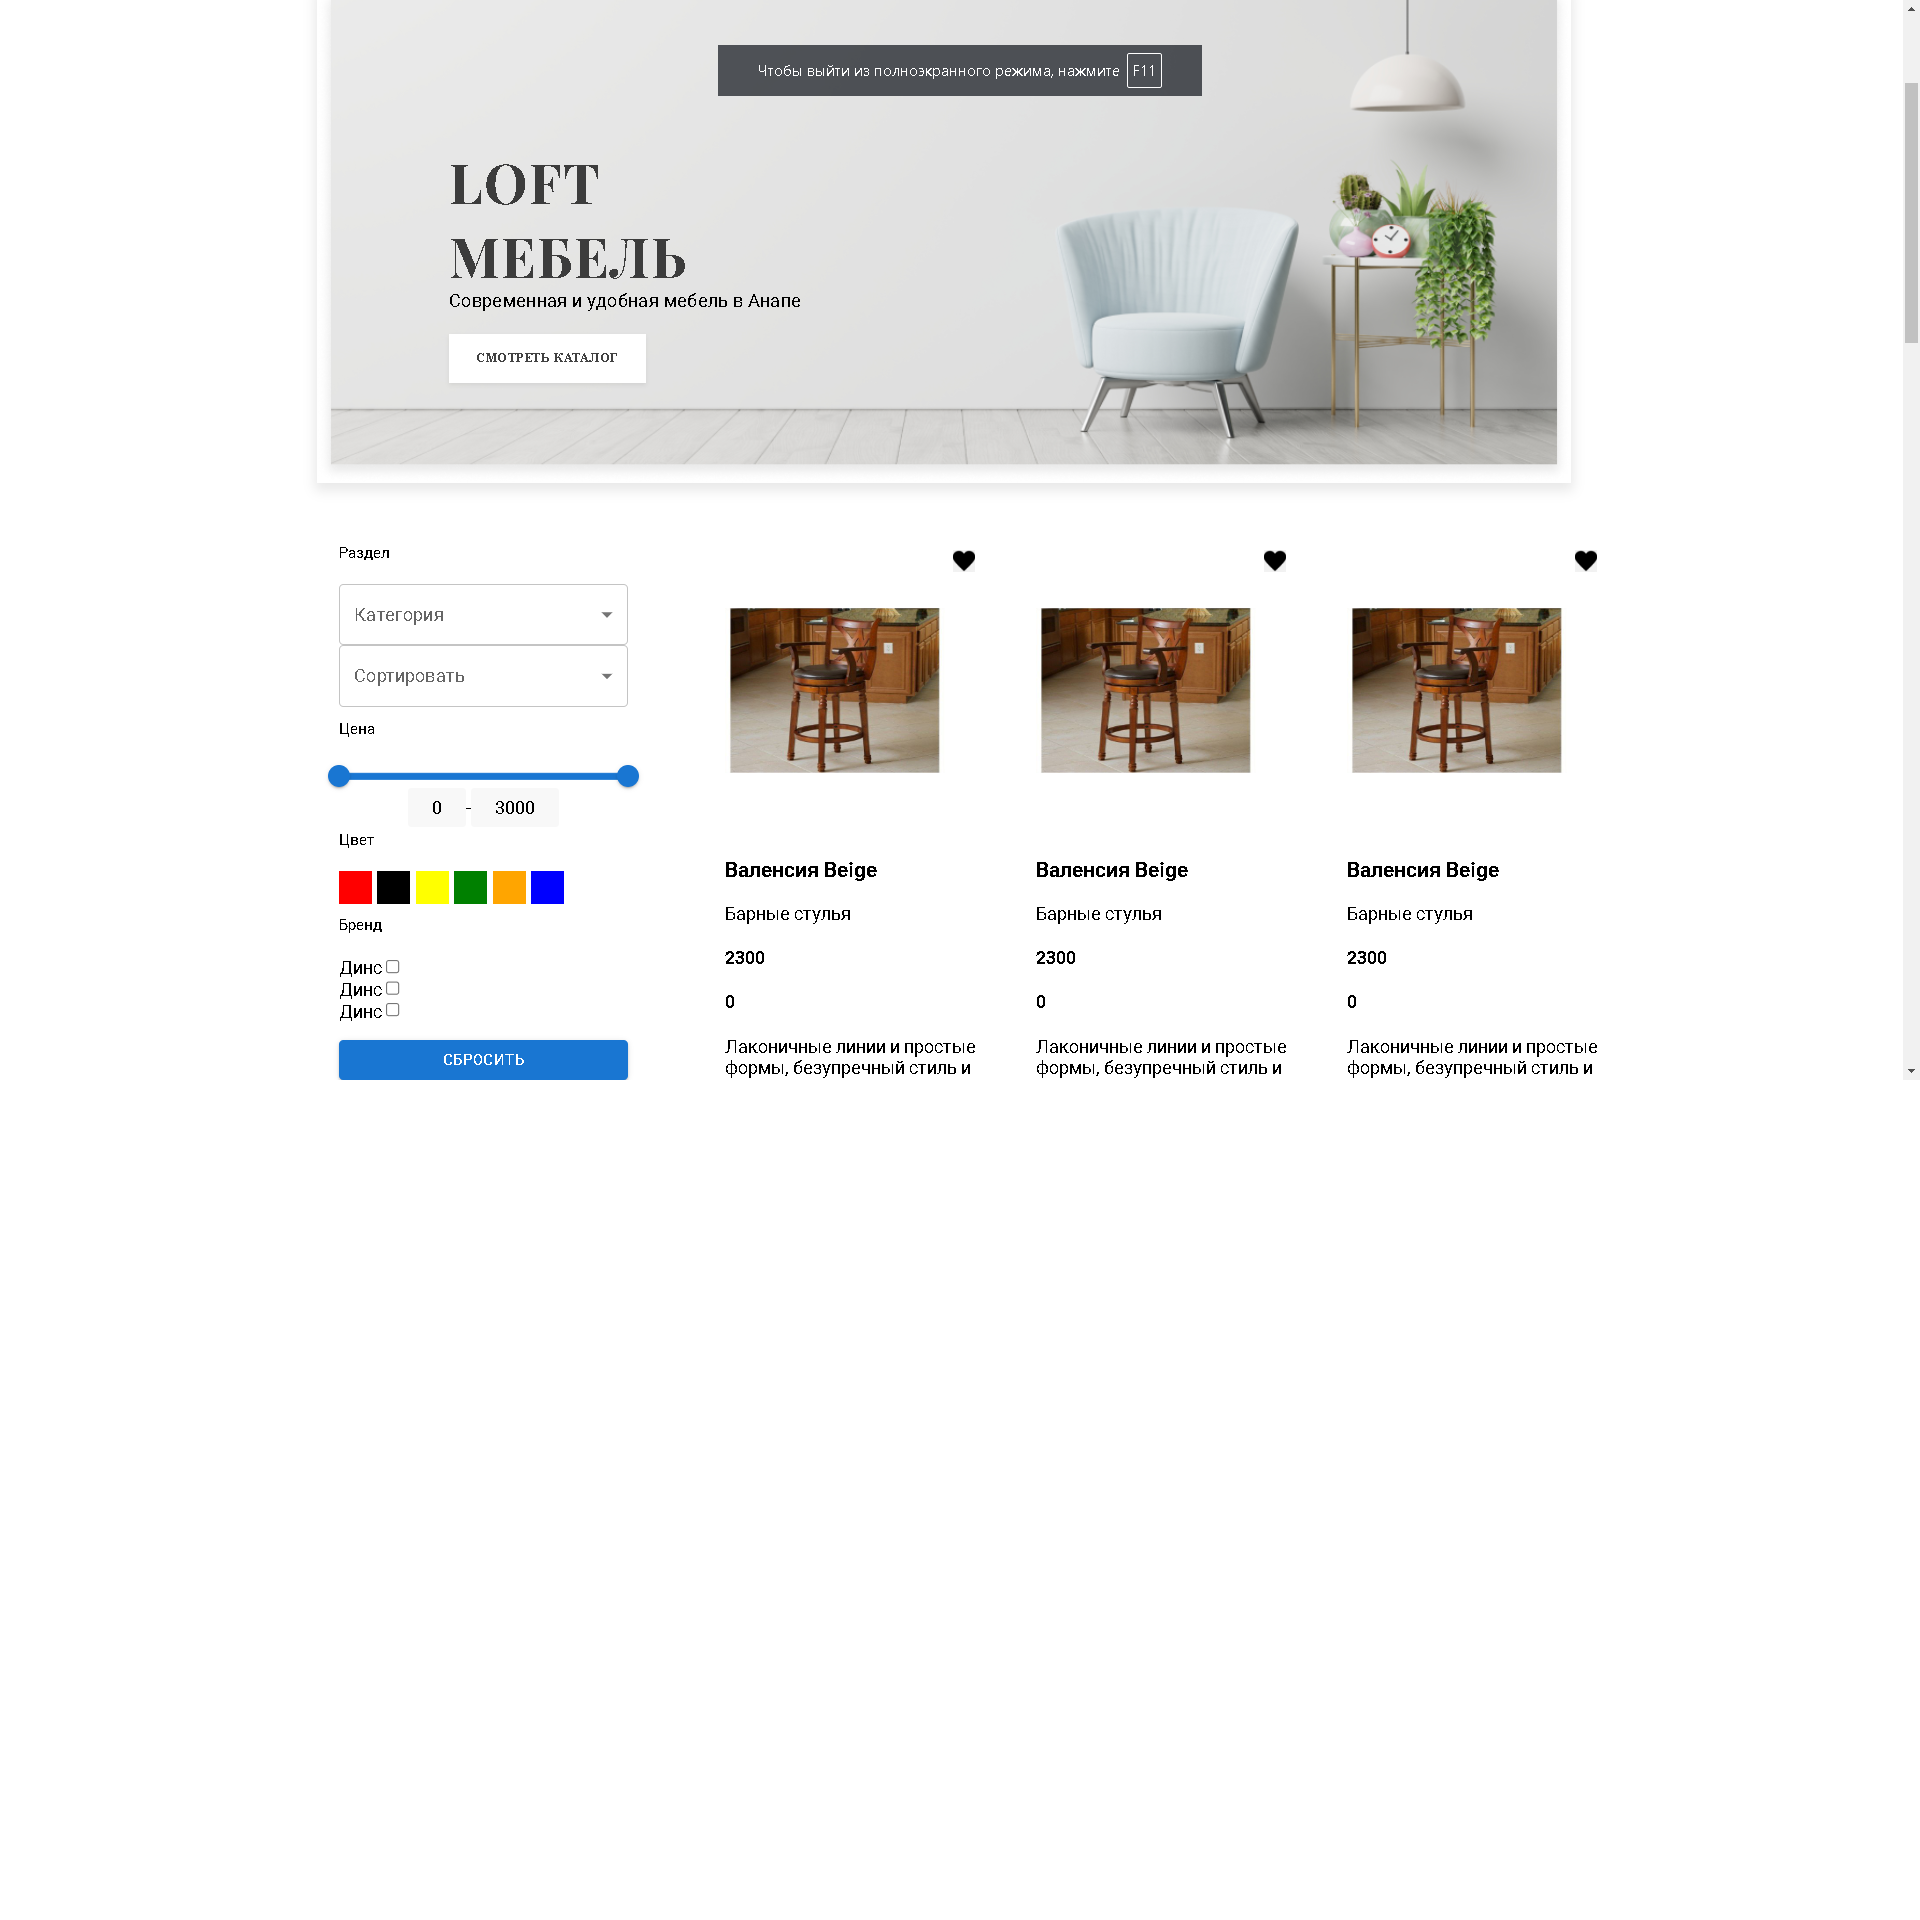 Чтобы выйти из полноэкранного режима, нажмите F11
LOFT
МЕБЕЛЬ
Современная и удобная мебель в Анапе
СМОТРЕТЬ КАТАЛОГ
Раздел
Категория
Сортировать
Цена
0 - 3000
Цвет
Бренд
Динс
Динс
Динс
СБРОСИТЬ
Валенсия Beige
Барные стулья
2300
0
Лаконичные линии и простые
формы, безупречный стиль и
Валенсия Beige
Барные стулья
2300
0
Лаконичные линии и простые
формы, безупречный стиль и
Валенсия Beige
Барные стулья
2300
0
Лаконичные линии и простые
формы, безупречный стиль и